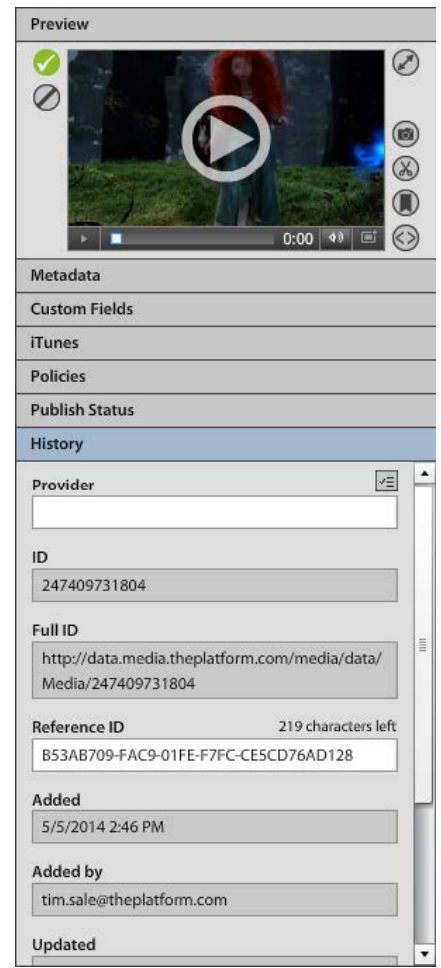 Preview
0:00
Metadata
Custom Fields
iTunes
Policies
Publish Status
History
Provider
ID
247409731804
Full ID
http://data.media.theplatform.com/media/data/
Media/247409731804
Reference ID 219 characters left
B53AB709-FAC9-01FE-F7FC-CE5CD76AD128
Added
5/5/2014 2:46 PM
Added by
tim.sale@theplatform.com
Updated